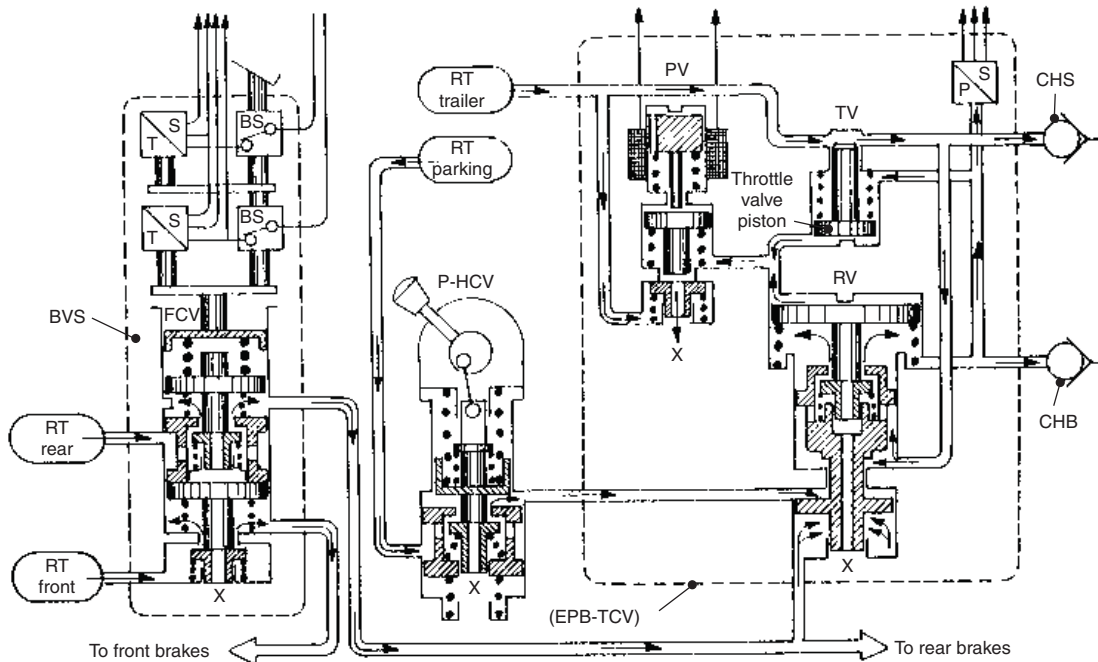 RT
trailer
RT
parking
PV
TV
S
P
CHS
S
T
BS
S
T
BS
Throttle
valve
piston
P-HCV
RV
BVS
FCV
X
CHB
RT
rear
RT
front
X
X
X
(EPB-TCV)
To front brakes
To rear brakes